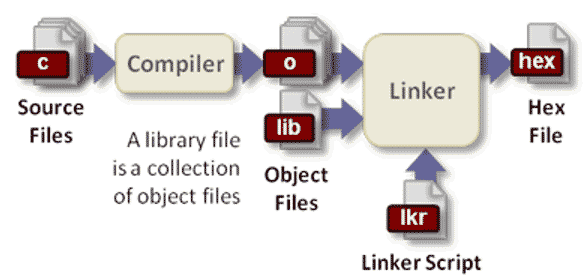 c
Source
Files
Compiler
A library file
is a collection
of object files
o
lib
Object
Files
Linker
lkr
Linker Script
hex
Hex
File